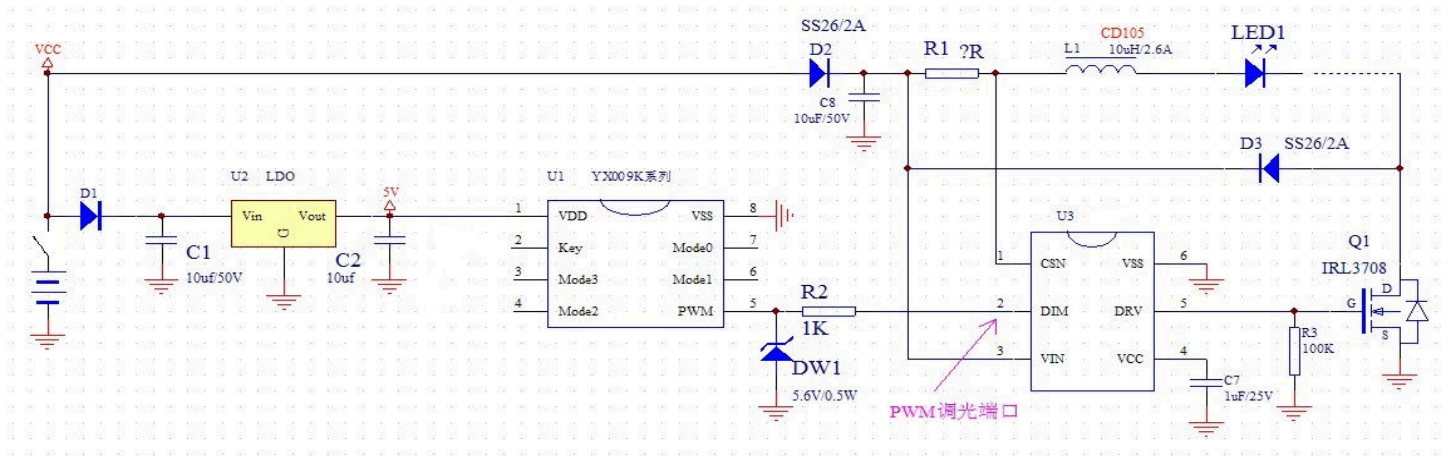 VCC
SS26/2A
D2
C8
10uF/50V
R1 ?R
CD105
L1 10uH/2.6A
LED1
D3 SS26/2A
D1
U2 LDO
Vin Vout
G
C1
10uf/50V
5V
C2
10uf
U1 YX009K系列
1 VDD VSS 8
2 Key Mode0 7
3 Mode3 Mode1 6
4 Mode2 PWM 5
R2
1K
DW1
5.6V/0.5W
U3
1 CSN VSS 6
2 DIM DRV 5
3 VIN VCC 4
PWM调光端口
C7
1uF/25V
R3
100K
Q1
IRL3708
D
G
S